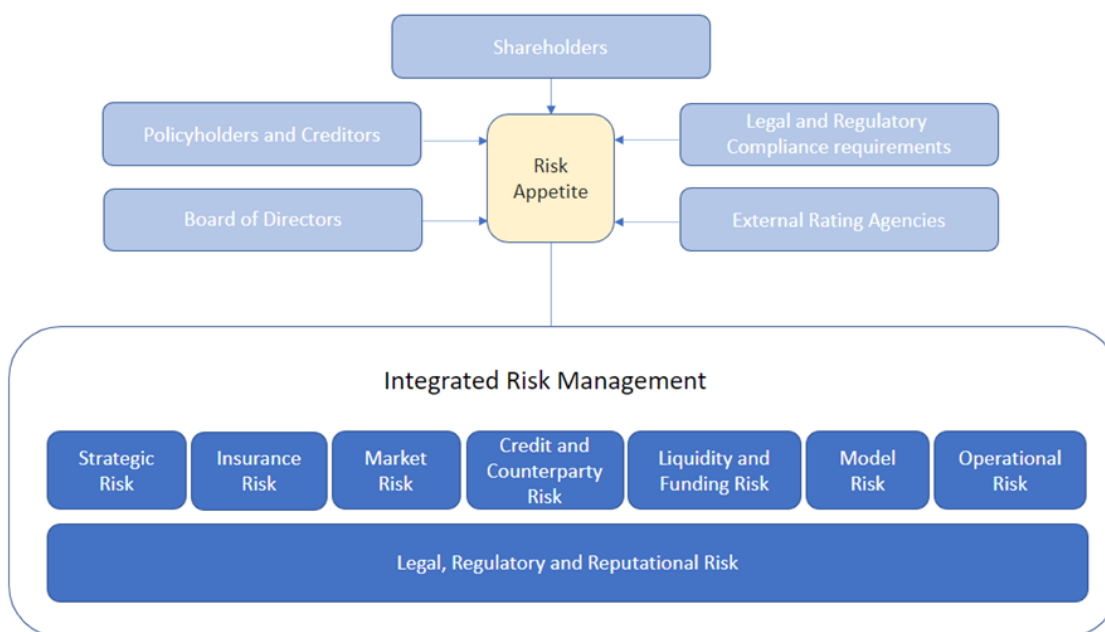 Shareholders
Policyholders and Creditors
Legal and Regulatory
Compliance requirements
Risk
Appetite
Board of Directors
External Rating Agencies
Integrated Risk Management
Strategic
Risk
Insurance
Risk
Market
Risk
Credit and
Counterparty
Risk
Liquidity and
Funding Risk
Model
Risk
Operational
Risk
Legal, Regulatory and Reputational Risk